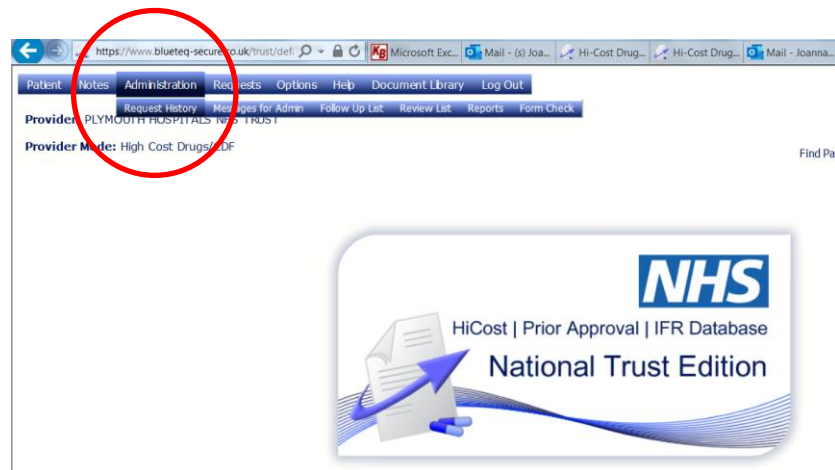 https://www.blueteq-secure.co.uk/trust/def
Microsoft Exc...
Mail - (s) Joa...
Hi-Cost Drug...
Hi-Cost Drug...
Mail - Joanna...
Patient Notes Administration Requests Options Help Document Library Log Out
Request History Messages for Admin Follow Up List Review List Reports Form Check
Provider: PLYMOUTH HOSPITALS NHS TRUST
Provider Mode: High Cost Drugs/CDF
Find Pa
NHS
HiCost | Prior Approval | IFR Database
National Trust Edition